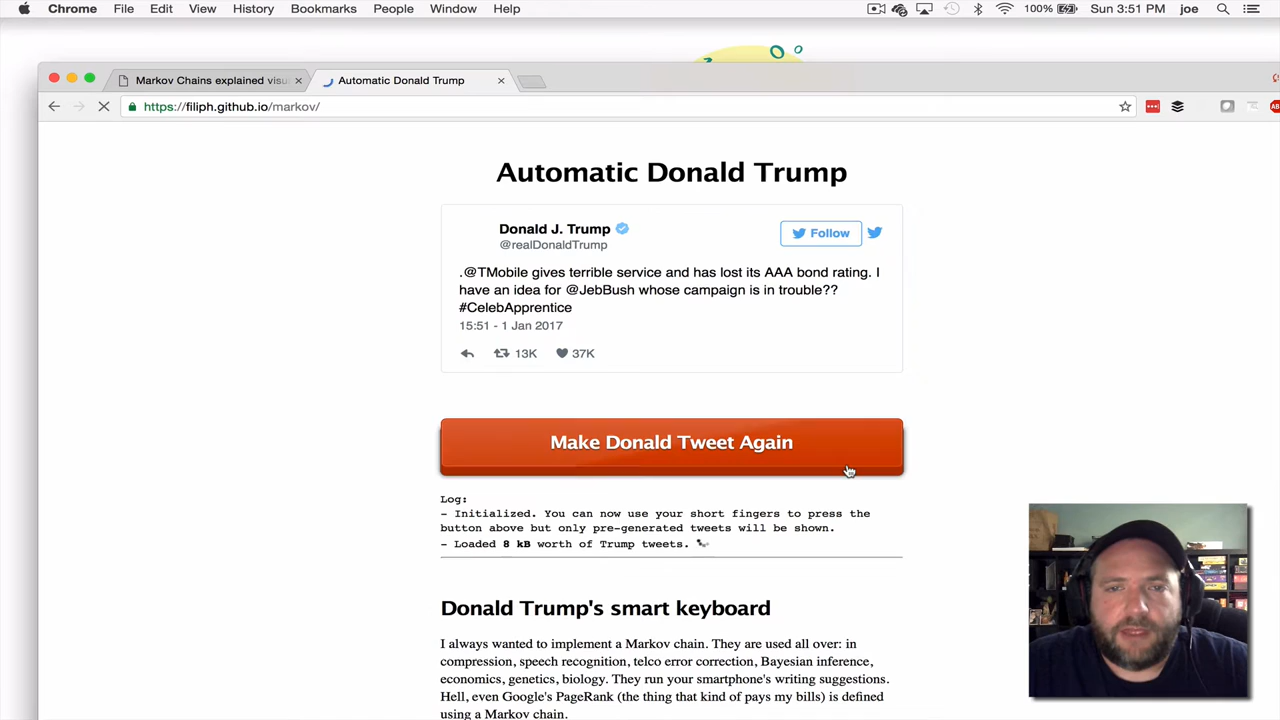 Chrome File Edit View History Bookmarks People Window Help 100% Sun 3:51 PM joe
Markov Chains explained visu
Automatic Donald Trump
https://filiph.github.io/markov/
Automatic Donald Trump
Donald J. Trump
Follow
@realDonaldTrump
.@TMobile gives terrible service and has lost its AAA bond rating. I
have an idea for @JebBush whose campaign is in trouble??
#CelebApprentice
15:51 - 1 Jan 2017
13K 37K
Make Donald Tweet Again
Log:
- Initialized. You can now use your short fingers to press the
button above but only pre-generated tweets will be shown.
- Loaded 8 kB worth of Trump tweets.
Donald Trump's smart keyboard
I always wanted to implement a Markov chain. They are used all over: in
compression, speech recognition, telco error correction, Bayesian inference,
economics, genetics, biology. They run your smartphone's writing suggestions.
Hell, even Google's PageRank (the thing that kind of pays my bills) is defined
using a Markov chain.